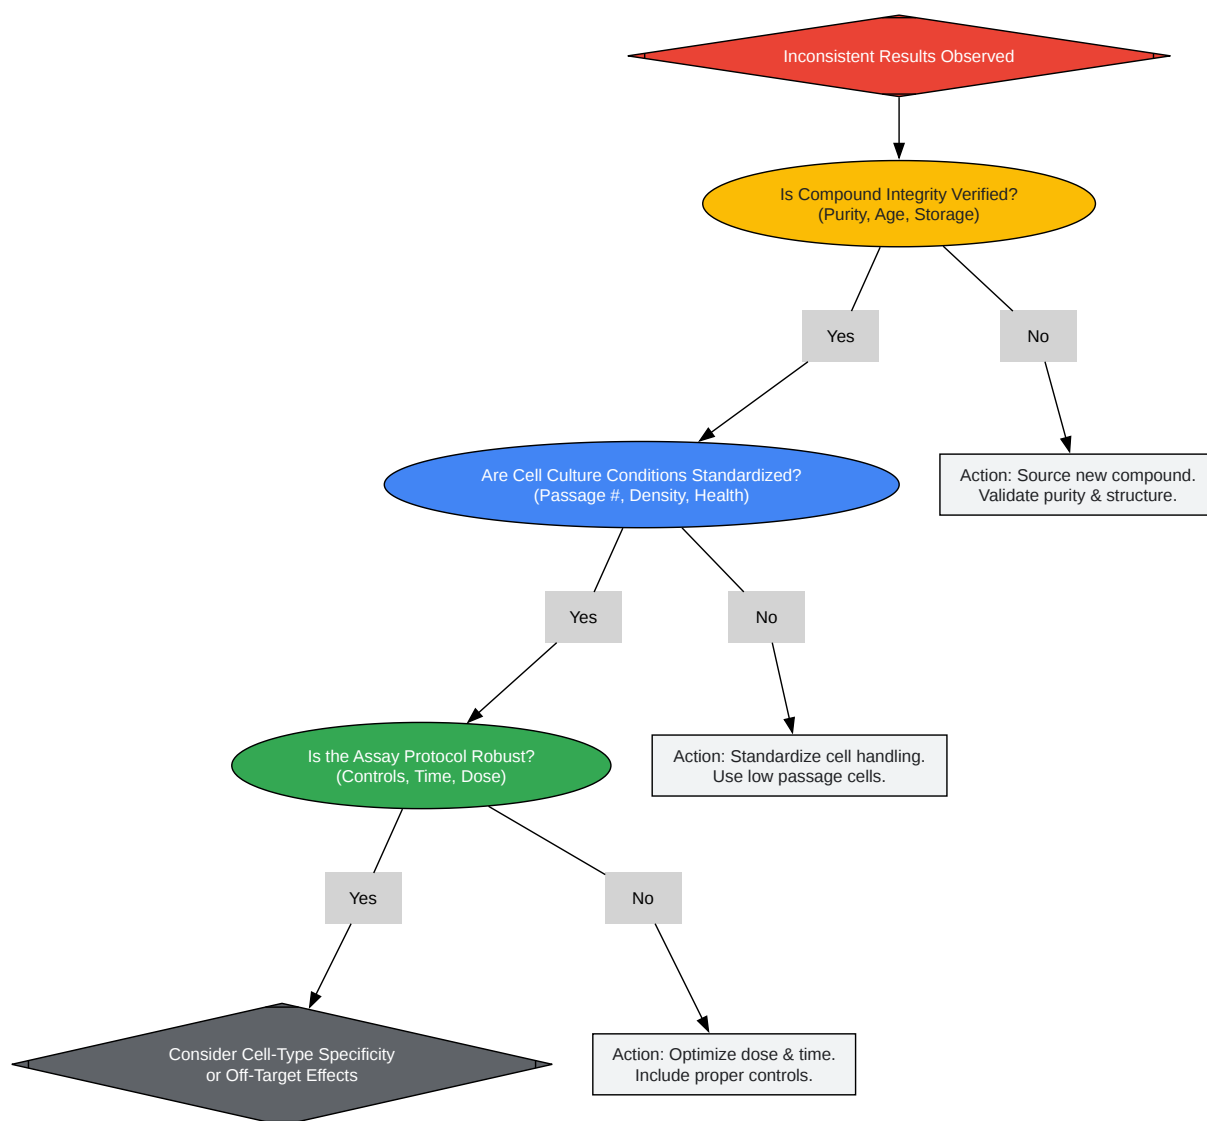 Inconsistent Results Observed
Is Compound Integrity Verified?
(Purity, Age, Storage)
Yes
No
Action: Source new compound.
Validate purity & structure.
Are Cell Culture Conditions Standardized?
(Passage #, Density, Health)
Yes
No
Action: Standardize cell handling.
Use low passage cells.
Is the Assay Protocol Robust?
(Controls, Time, Dose)
Yes
No
Consider Cell-Type Specificity
or Off-Target Effects
Action: Optimize dose & time.
Include proper controls.